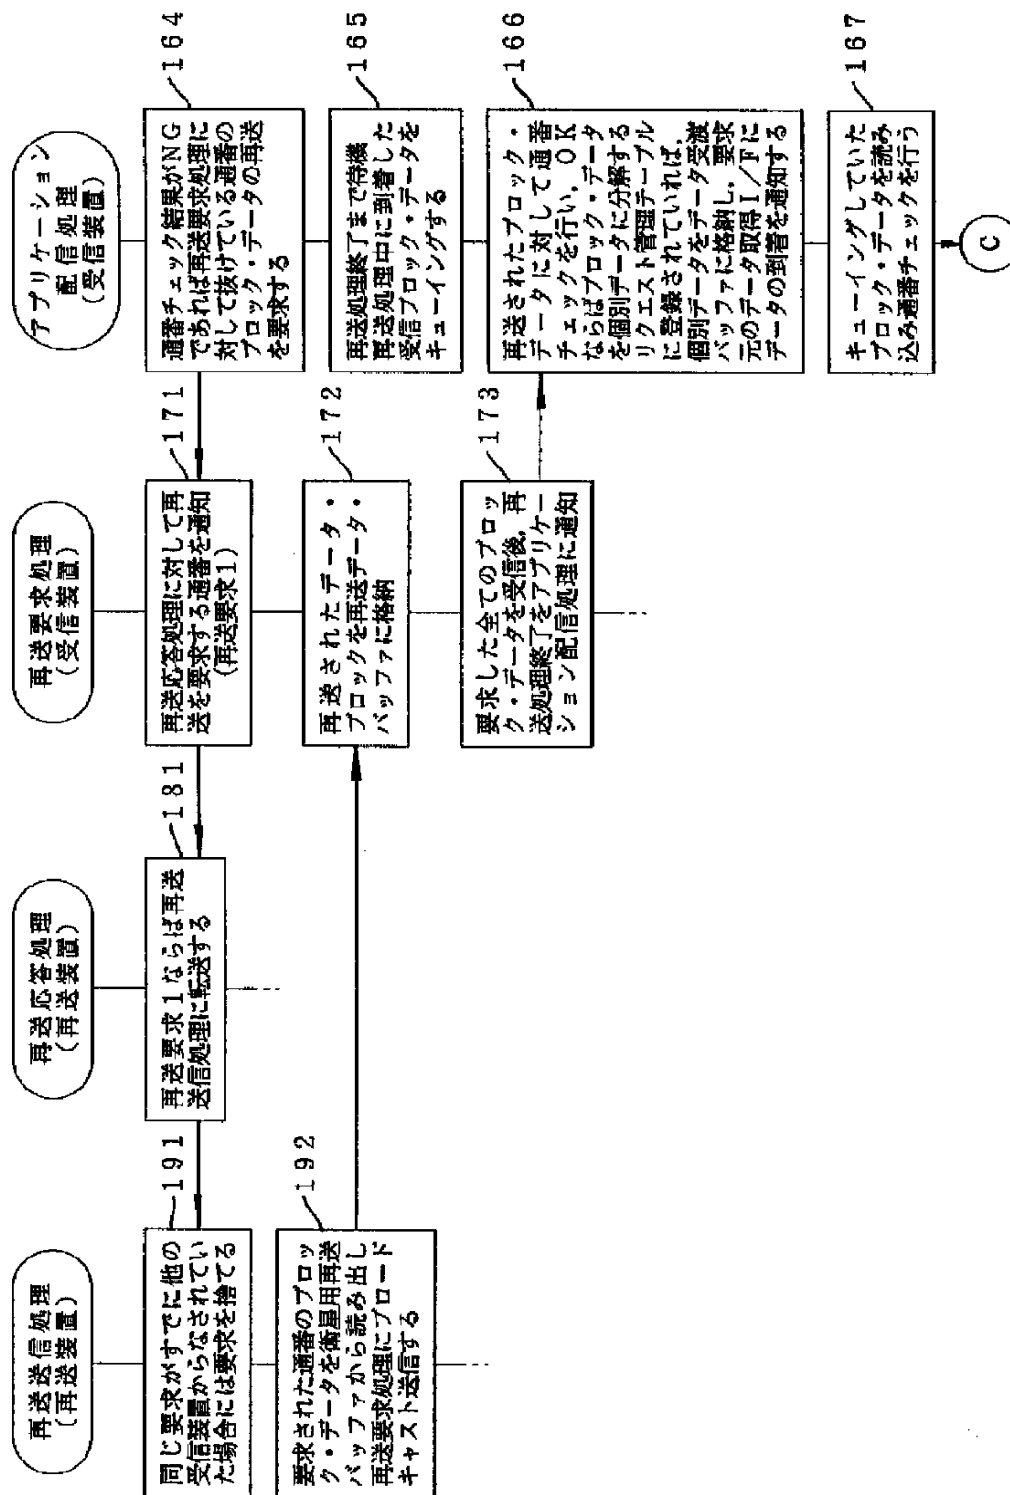 再送送信処理
(再送装置)
191
同じ要求がすでに他の
受信装置からなされてい
た場合には要求を捨てる
192
要求された通番のブロッ
ク・データを衛星用再送
バッファから読み出し
再送要求処理にブロード
キャスト送信する
再送応答処理
(再送装置)
181
再送要求1ならば再送
送信処理に転送する
再送要求処理
(受信装置)
171
再送応答処理に対して再
送を要求する通番を通知
(再送要求1)
172
再送されたデータ・
ブロックを再送データ・
バッファに格納
173
要求した全てのブロッ
ク・データを受信後,再
送処理終了をアプリケー
ション配信処理に通知
アプリケーション
配信処理
(受信装置)
164
通番チェック結果がNG
であれば再送要求処理に
対して抜けている通番の
ブロック・データの再送
を要求する
165
再送処理終了まで待機
再送処理中に到着した
受信ブロック・データを
キューイングする
166
再送されたブロック・
データに対して通番
チェックを行い,OK
ならばブロック・データ
を個別データに分解する
リクエスト管理テーブル
に登録されていれば,
個別データをデータ受渡
バッファに格納し,要求
元のデータ取得I/Fに
データの到着を通知する
167
キューイングしていた
ブロック・データを読み
込み通番チェックを行う
C